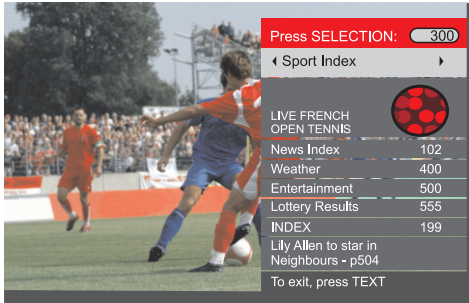 Press SELECTION: 300
Sport Index
LIVE FRENCH
OPEN TENNIS
News Index 102
Weather 400
Entertainment 500
Lottery Results 555
INDEX 199
Lily Allen to star in
Neighbours - p504
To exit, press TEXT